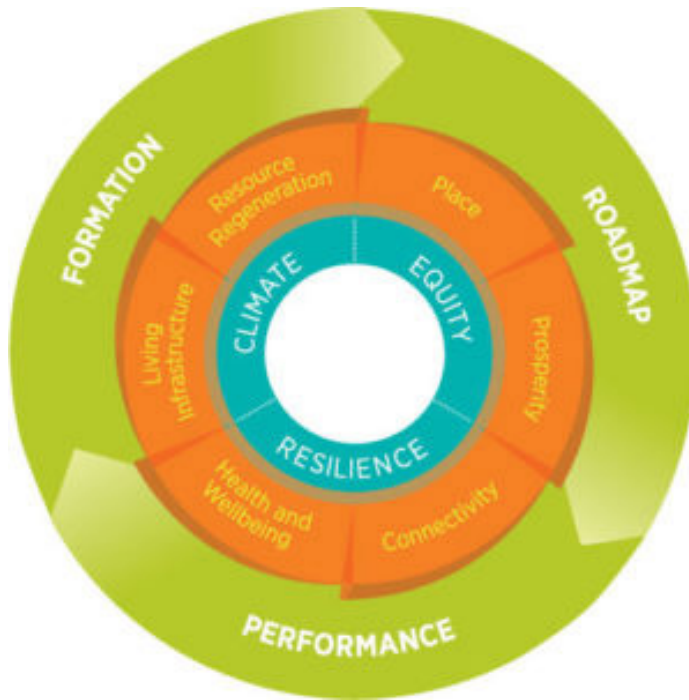 FORMATION
ROADMAP
PERFORMANCE
Resource
Regeneration
Place
Prosperity
Connectivity
Health and
Wellbeing
Living
Infrastructure
CLIMATE
EQUITY
RESILIENCE